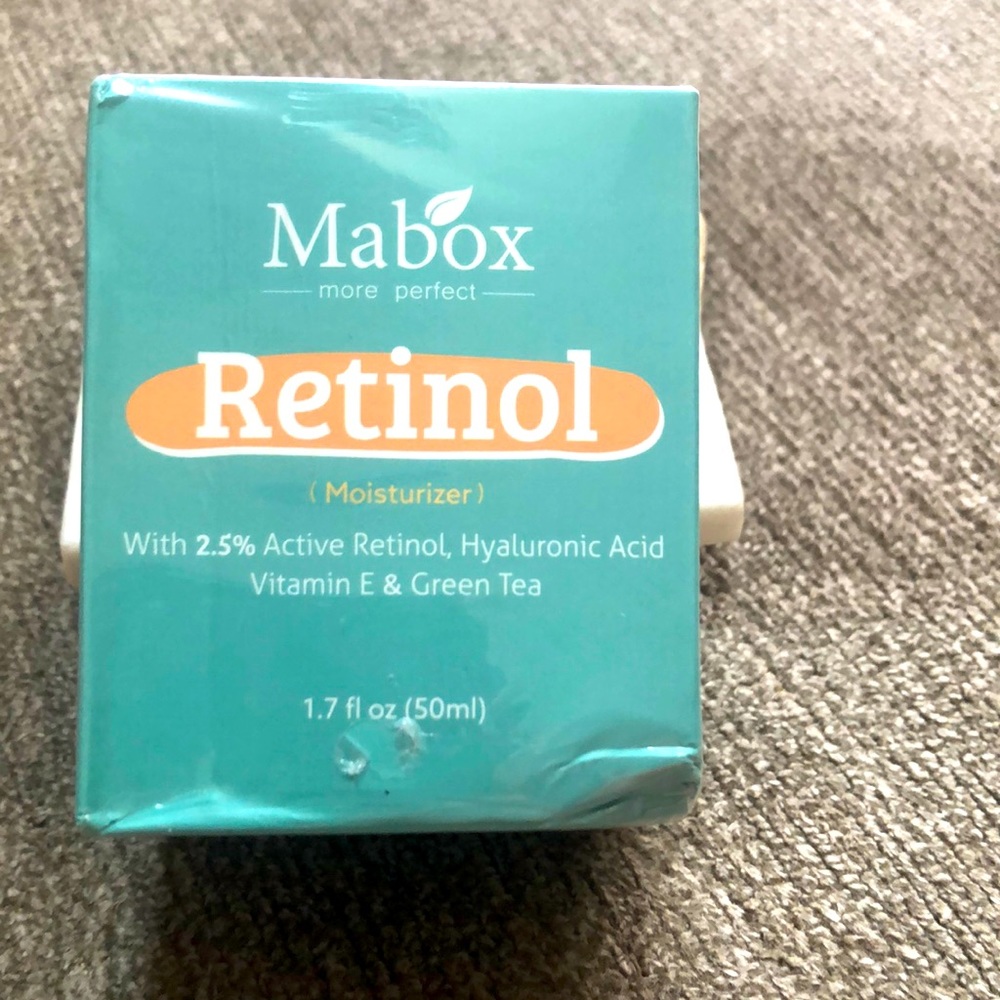 Mabox
more perfect
Retinol
( Moisturizer )
With 2.5% Active Retinol, Hyaluronic Acid
Vitamin E & Green Tea
1.7 fl oz (50ml)